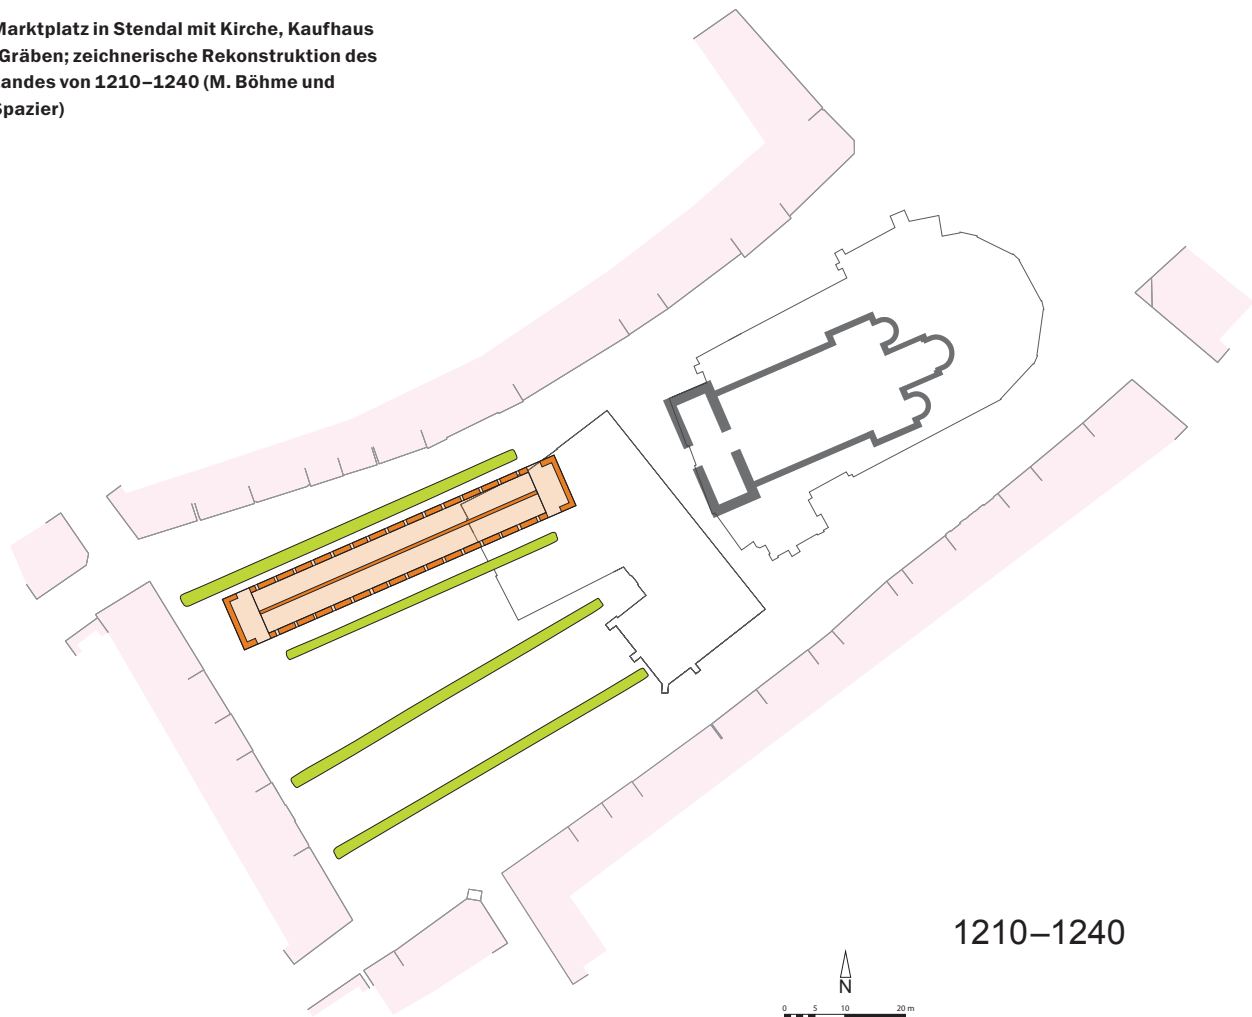 Marktplatz in Stendal mit Kirche, Kaufhaus
Gräben; zeichnerische Rekonstruktion des
andes von 1210–1240 (M. Böhme und
Spazier)
1210–1240
N
0 5 10 20 m